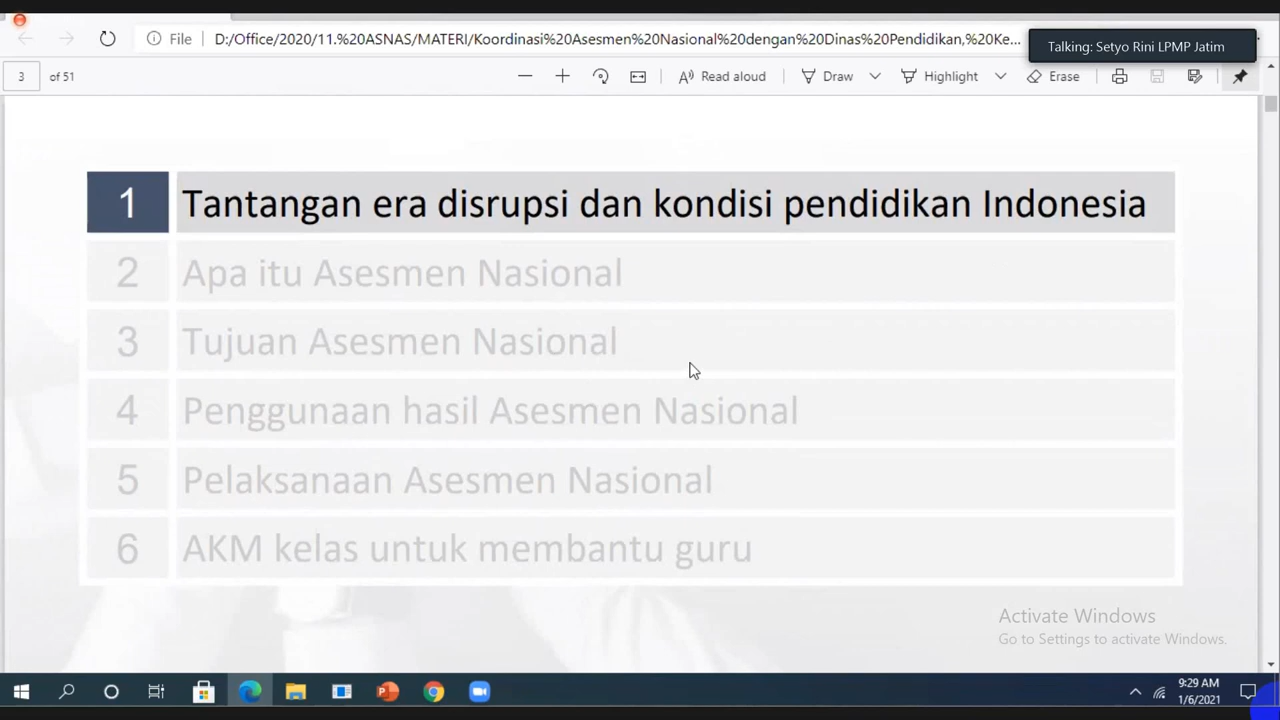 File D:/Office/2020/11.%20ASNAS/MATERI/Koordinasi%20Asesmen%20Nasional%20dengan%20Dinas%20Pendidikan,%20Ke...
Talking: Setyo Rini LPMP Jatim
3 of 51 Read aloud Draw Highlight Erase
1 Tantangan era disrupsi dan kondisi pendidikan Indonesia
2 Apa itu Asesmen Nasional
3 Tujuan Asesmen Nasional
4 Penggunaan hasil Asesmen Nasional
5 Pelaksanaan Asesmen Nasional
6 AKM kelas untuk membantu guru
Activate Windows
Go to Settings to activate Windows.
9:29 AM
1/6/2021